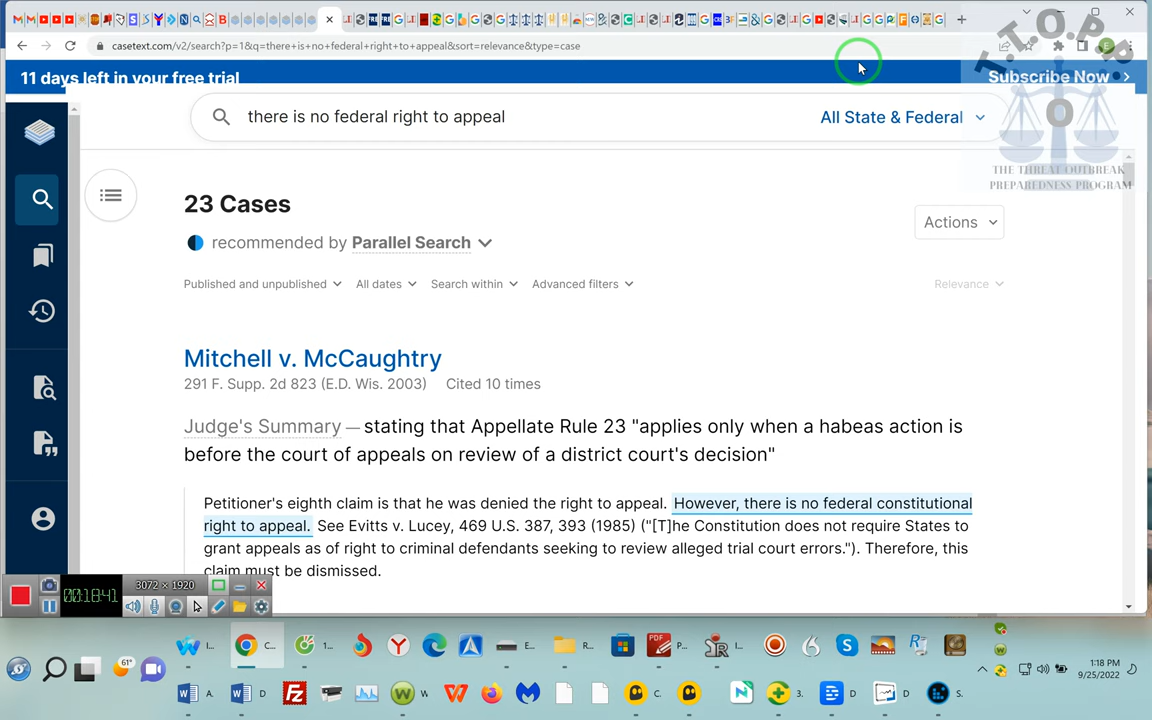 casetext.com/v2/search?p=1&q=there+is+no+federal+right+to+appeal&sort=relevance&type=case
T.T.O.P.P.
11 days left in your free trial
Subscribe Now
there is no federal right to appeal
All State & Federal
THE THREAT OUTBREAK
PREPAREDNESS PROGRAM
23 Cases
Actions
recommended by Parallel Search
Published and unpublished
All dates
Search within
Advanced filters
Relevance
Mitchell v. McCaughtry
291 F. Supp. 2d 823 (E.D. Wis. 2003) Cited 10 times
Judge's Summary — stating that Appellate Rule 23 "applies only when a habeas action is
before the court of appeals on review of a district court's decision"
Petitioner's eighth claim is that he was denied the right to appeal. However, there is no federal constitutional
right to appeal. See Evitts v. Lucey, 469 U.S. 387, 393 (1985) ("[T]he Constitution does not require States to
grant appeals as of right to criminal defendants seeking to review alleged trial court errors."). Therefore, this
claim must be dismissed.
3072 × 1920
00:18:41
I...
C...
1...
E...
R...
P...
I...
61°
1:18 PM
9/25/2022
A.
D
W
C.
3.
D
D
S.